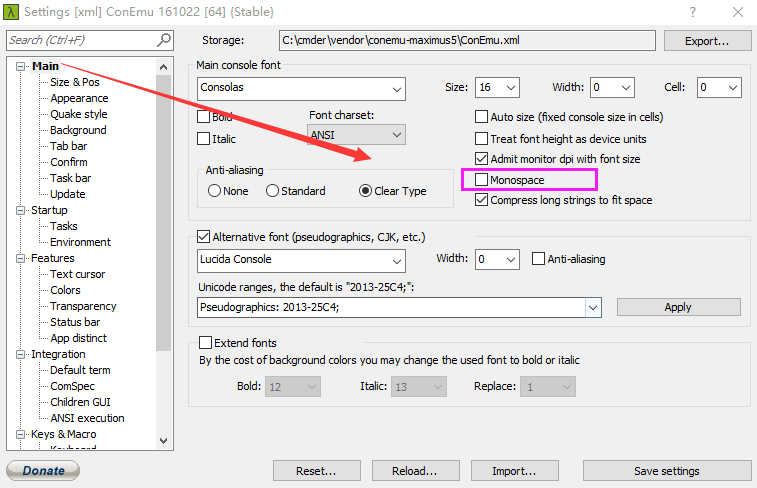 λ Settings [xml] ConEmu 161022 [64] {Stable} ? ×
Search (Ctrl+F)
Storage: C:\cmder\vendor\conemu-maximus5\ConEmu.xml Export...
Main
Size & Pos
Appearance
Quake style
Background
Tab bar
Confirm
Task bar
Update
Startup
Tasks
Environment
Features
Text cursor
Colors
Transparency
Status bar
App distinct
Integration
Default term
ComSpec
Children GUI
ANSI execution
Keys & Macro
Keyboard
Main console font
Consolas Size: 16 Width: 0 Cell: 0
Bold Font charset: Auto size (fixed console size in cells)
Italic ANSI Treat font height as device units
Admit monitor dpi with font size
Anti-aliasing Monospace
None Standard Clear Type Compress long strings to fit space
Alternative font (pseudographics, CJK, etc.)
Lucida Console Width: 0 Anti-aliasing
Unicode ranges, the default is "2013-25C4;":
Pseudographics: 2013-25C4; Apply
Extend fonts
By the cost of background colors you may change the used font to bold or italic
Bold: 12 Italic: 13 Replace: 1
Donate Reset... Reload... Import... Save settings